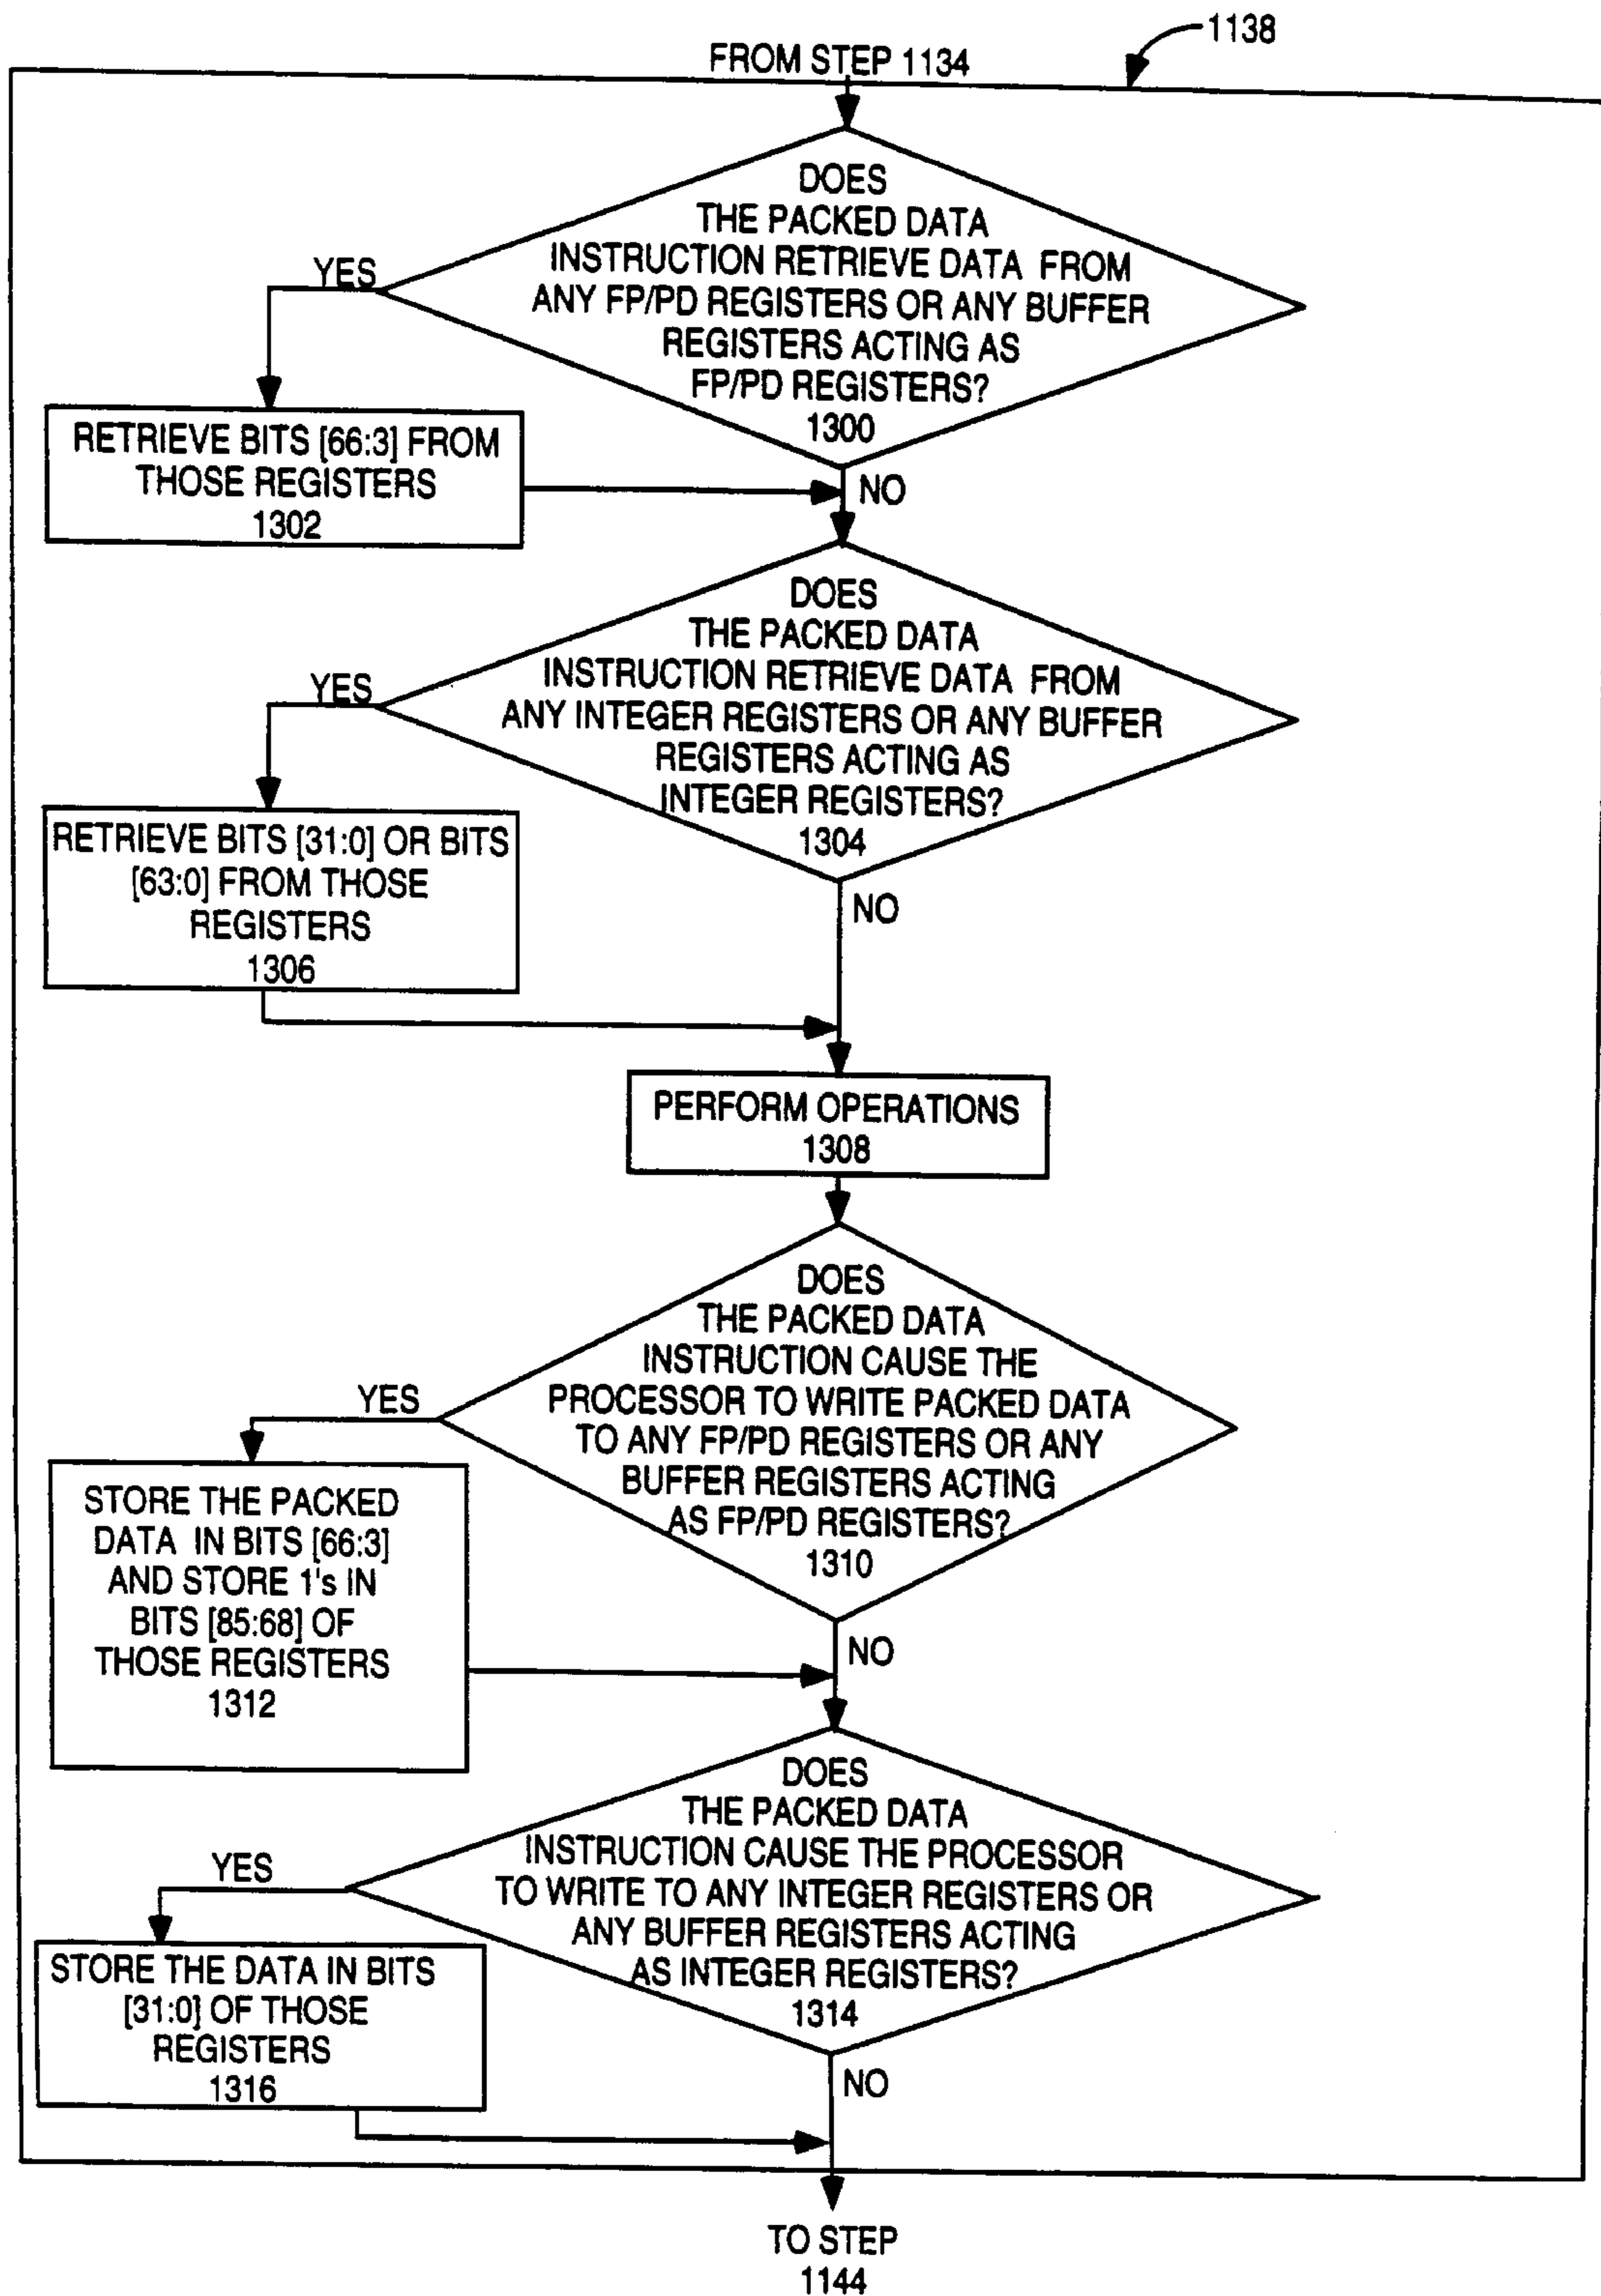 1138
FROM STEP 1134
DOES
THE PACKED DATA
INSTRUCTION RETRIEVE DATA FROM
ANY FP/PD REGISTERS OR ANY BUFFER
REGISTERS ACTING AS
FP/PD REGISTERS?
1300
YES
RETRIEVE BITS [66:3] FROM
THOSE REGISTERS
1302
NO
DOES
THE PACKED DATA
INSTRUCTION RETRIEVE DATA FROM
ANY INTEGER REGISTERS OR ANY BUFFER
REGISTERS ACTING AS
INTEGER REGISTERS?
1304
YES
RETRIEVE BITS [31:0] OR BITS
[63:0] FROM THOSE
REGISTERS
1306
NO
PERFORM OPERATIONS
1308
DOES
THE PACKED DATA
INSTRUCTION CAUSE THE
PROCESSOR TO WRITE PACKED DATA
TO ANY FP/PD REGISTERS OR ANY
BUFFER REGISTERS ACTING
AS FP/PD REGISTERS?
1310
YES
STORE THE PACKED
DATA IN BITS [66:3]
AND STORE 1's IN
BITS [85:68] OF
THOSE REGISTERS
1312
NO
DOES
THE PACKED DATA
INSTRUCTION CAUSE THE PROCESSOR
TO WRITE TO ANY INTEGER REGISTERS OR
ANY BUFFER REGISTERS ACTING
AS INTEGER REGISTERS?
1314
YES
STORE THE DATA IN BITS
[31:0] OF THOSE
REGISTERS
1316
NO
TO STEP
1144